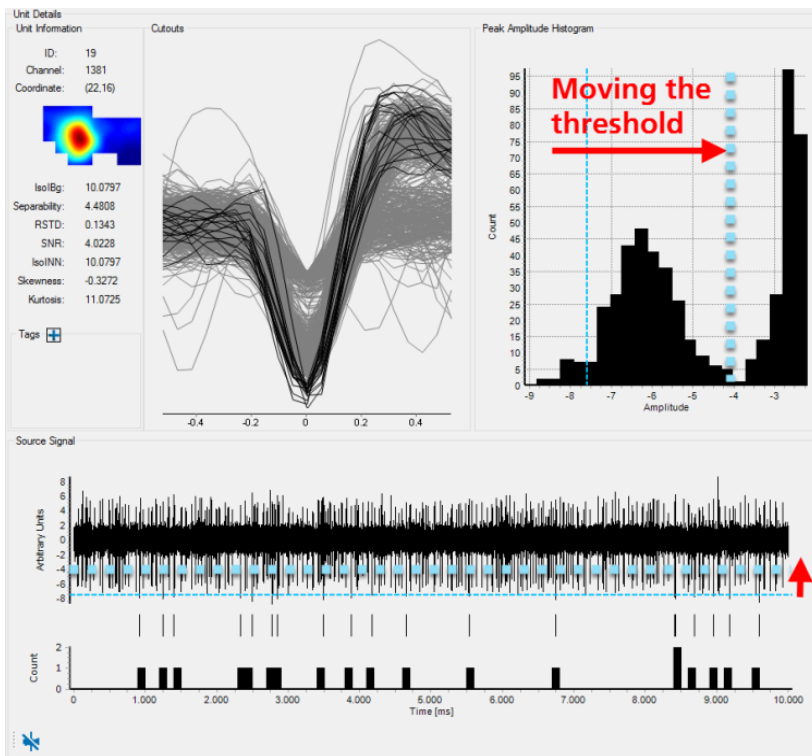 Unit Details
Unit Information
ID: 19
Channel: 1381
Coordinate: (22,16)
IsoIBg: 10.0797
Separability: 4.4808
RSTD: 0.1343
SNR: 4.0228
IsoINN: 10.0797
Skewness: -0.3272
Kurtosis: 11.0725
Tags
Cutouts
-0.4 -0.2 0 0.2 0.4
Peak Amplitude Histogram
Moving the
threshold
Count
95
90
85
80
75
70
65
60
55
50
45
40
35
30
25
20
15
10
5
0
-9 -8 -7 -6 -5 -4 -3
Amplitude
Source Signal
Arbitrary Units
8
6
4
2
0
-2
-4
-6
-8
Count
2
1
0
0 1.000 2.000 3.000 4.000 5.000 6.000 7.000 8.000 9.000 10.000
Time [ms]